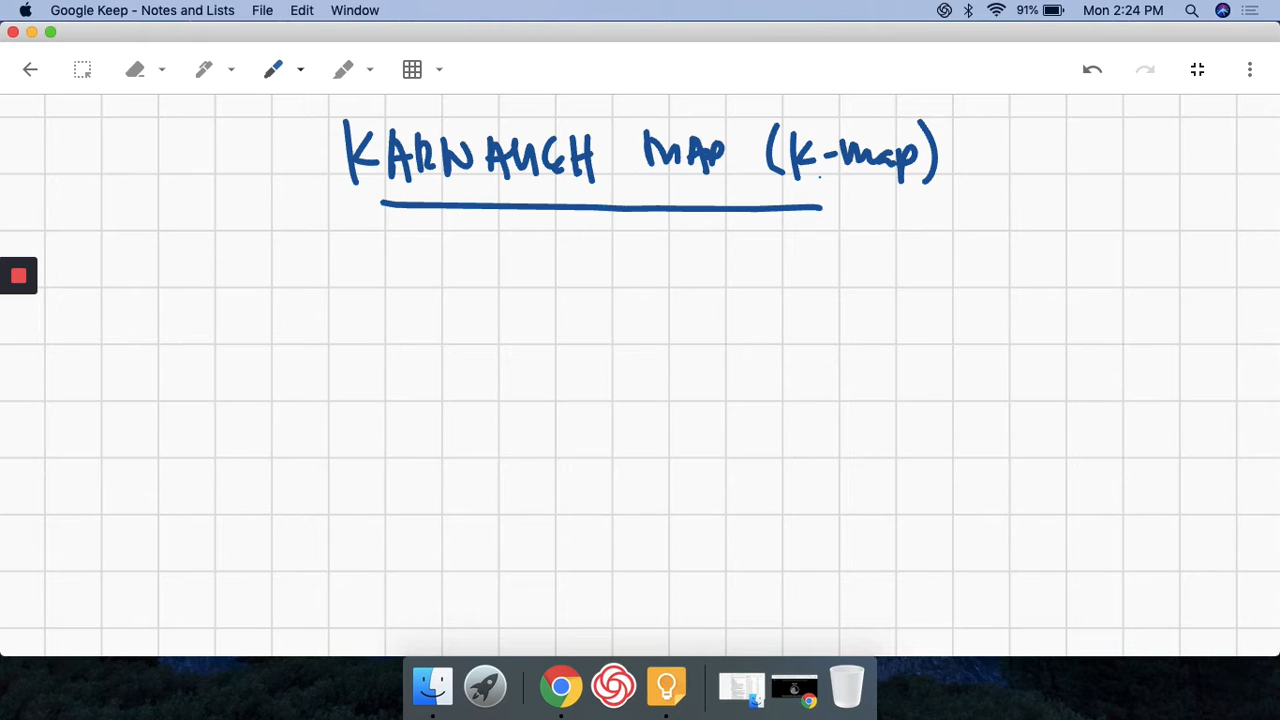 Google Keep - Notes and Lists File Edit Window 91% Mon 2:24 PM
KARNAUGH MAP (K-map)